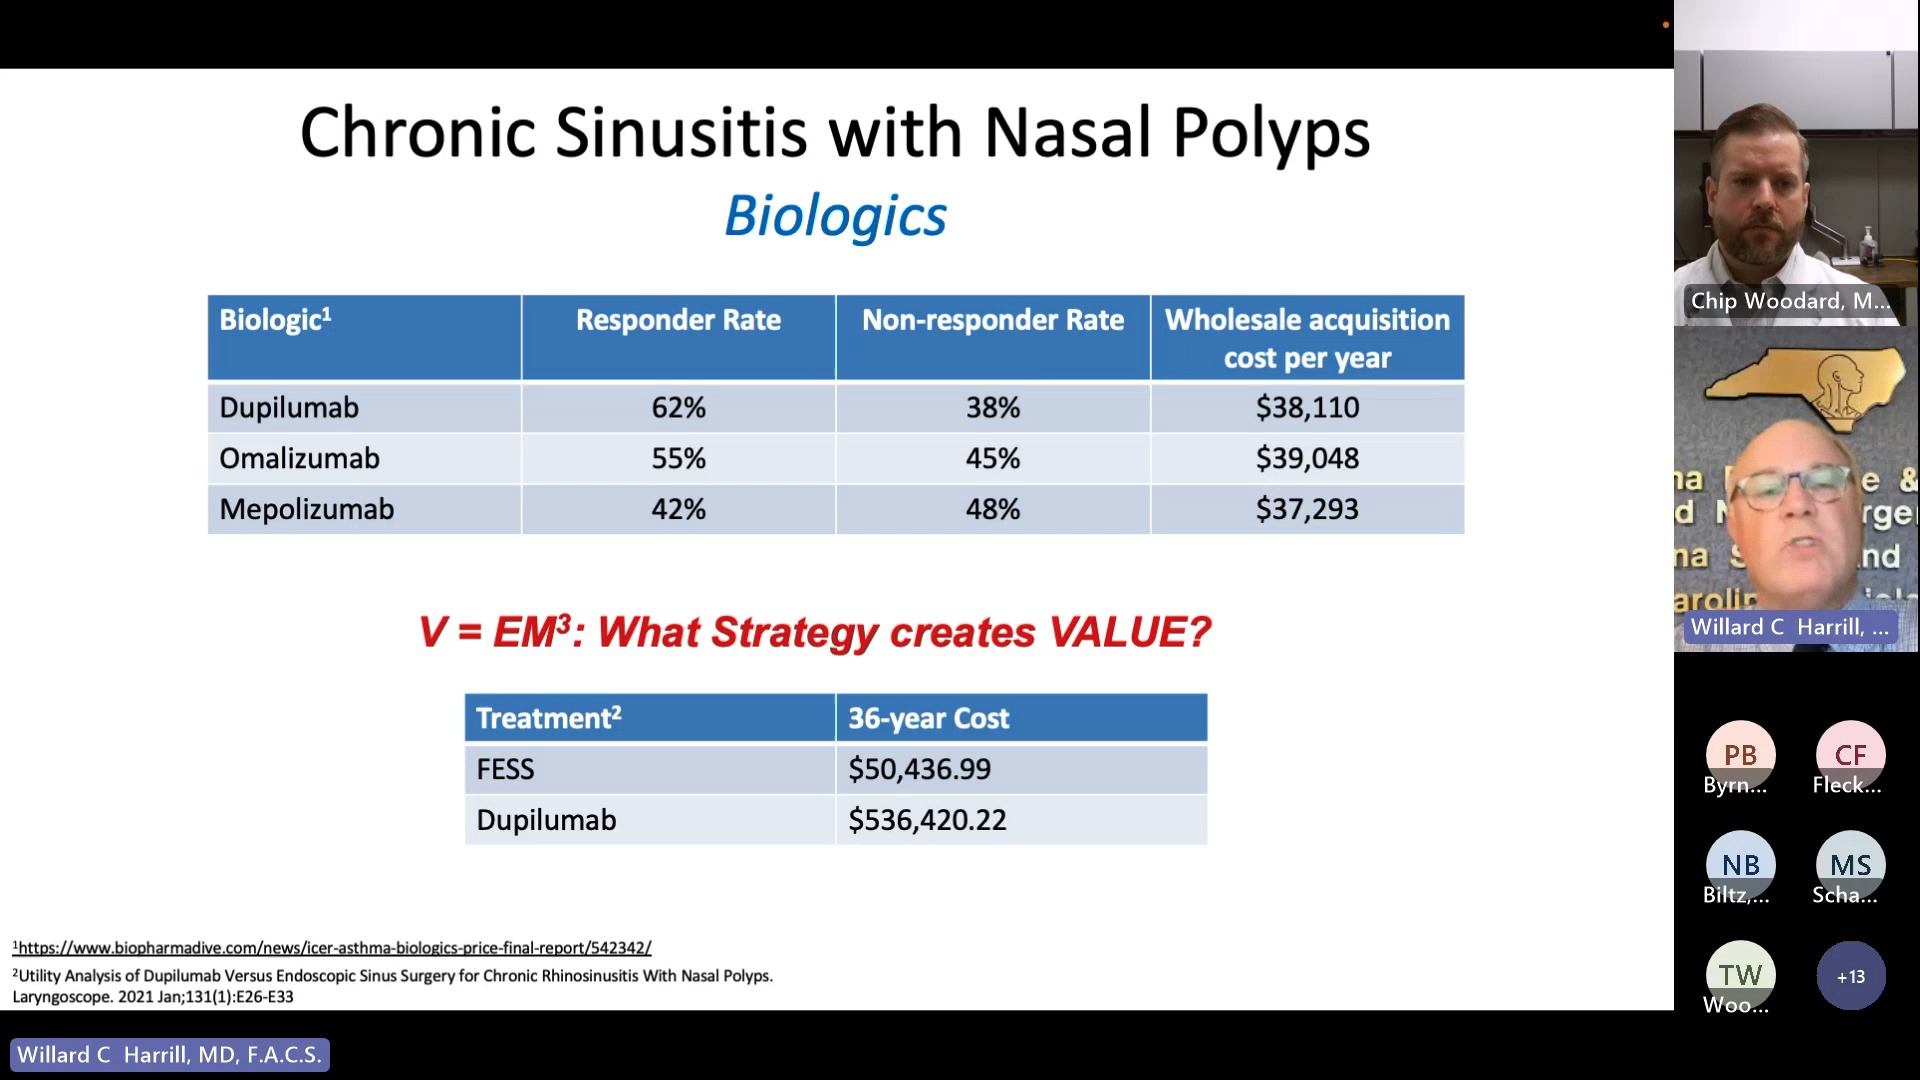 Chronic Sinusitis with Nasal Polyps
Biologics
Biologic¹ Responder Rate Non-responder Rate Wholesale acquisition cost per year
Dupilumab 62% 38% $38,110
Omalizumab 55% 45% $39,048
Mepolizumab 42% 48% $37,293
V = EM³: What Strategy creates VALUE?
Treatment² 36-year Cost
FESS $50,436.99
Dupilumab $536,420.22
¹https://www.biopharmadive.com/news/icer-asthma-biologics-price-final-report/542342/
²Utility Analysis of Dupilumab Versus Endoscopic Sinus Surgery for Chronic Rhinosinusitis With Nasal Polyps.
Laryngoscope. 2021 Jan;131(1):E26-E33
Willard C Harrill, MD, F.A.C.S.
Chip Woodard, M...
Willard C Harrill, ...
PB CF
Byrn... Fleck...
NB MS
Biltz,... Scha...
TW +13
Woo...